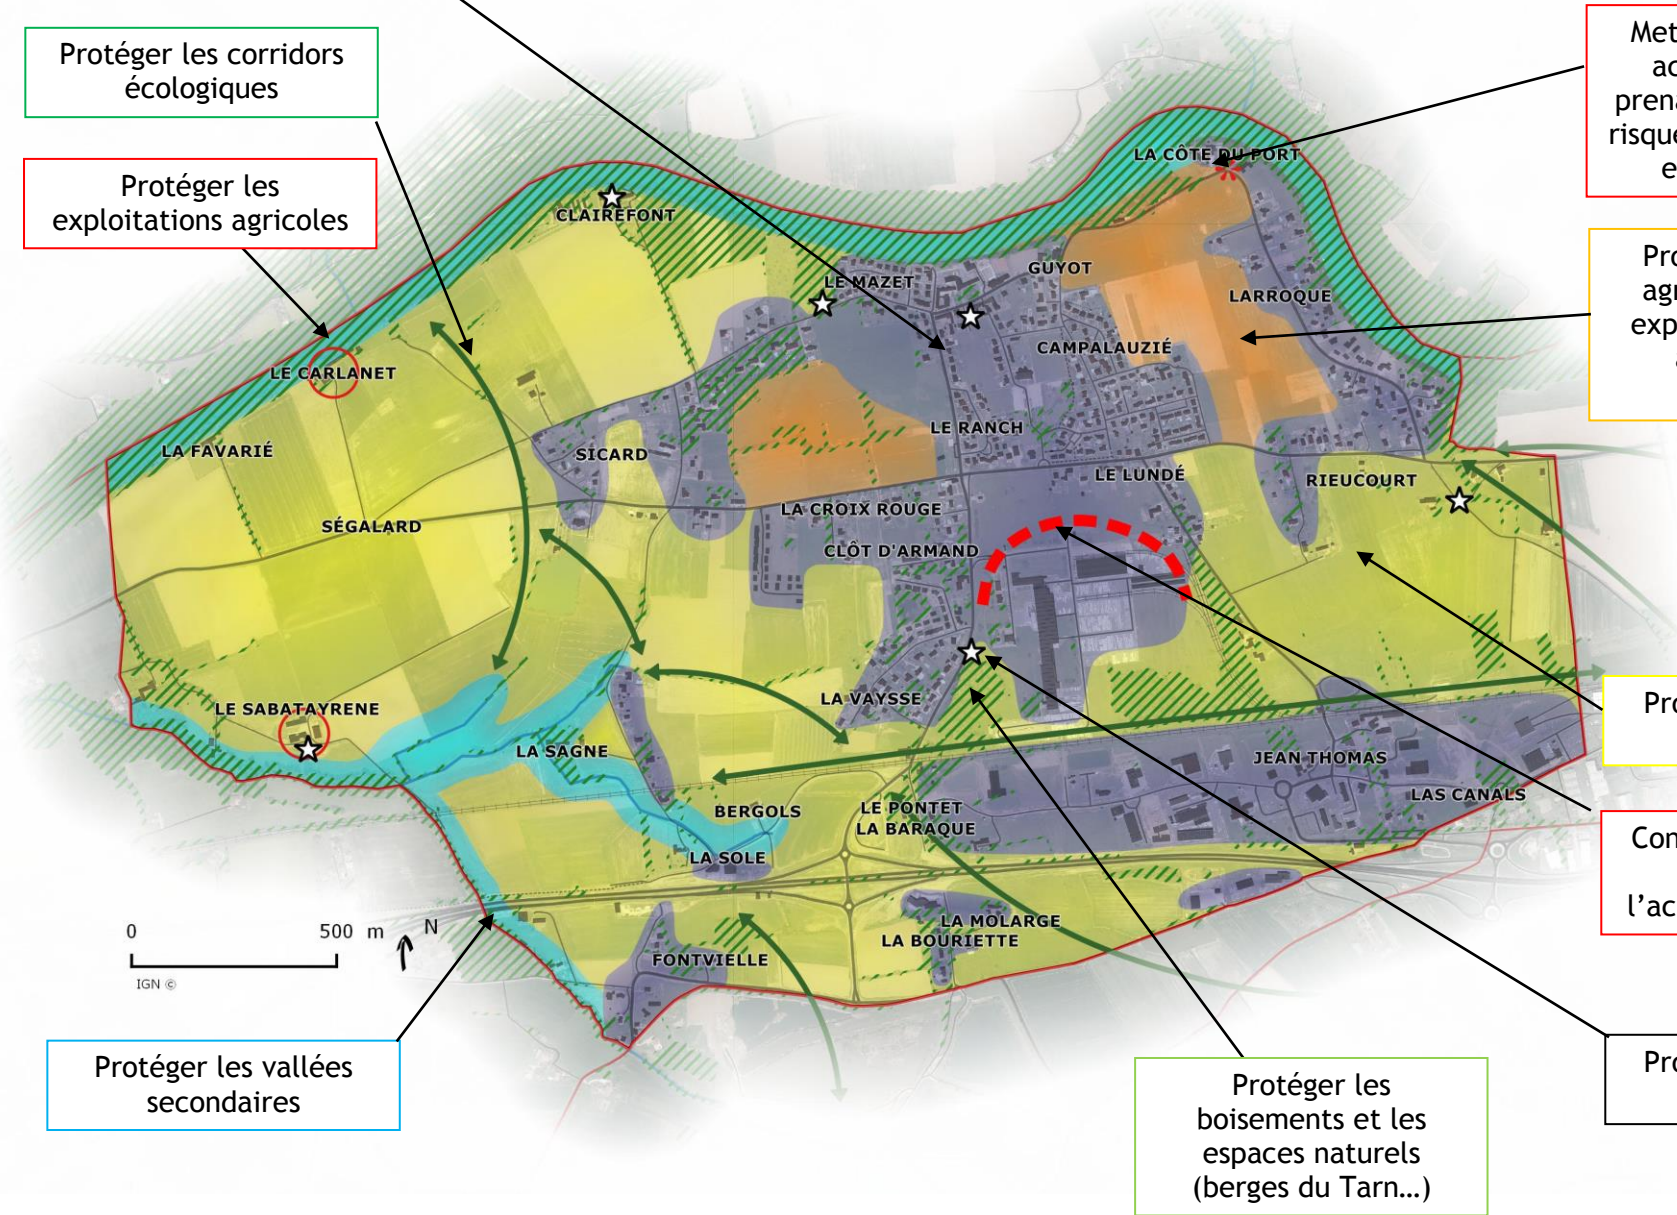 Protéger les corridors
écologiques
Protéger les
exploitations agricoles
Met
risque
CLAIREFONT
LA CÔTE DU PORT
LE MAZET
GUYOT
LARROQUE
LE CARLANET
CAMPALAUZIÉ
LA FAVARIÉ
SICARD
LE RANCH
LE LUNDÉ
RIEUCOURT
SÉGALARD
LA CROIX ROUGE
CLÔT D'ARMAND
LE SABATAYRENE
LA VAYSSE
LA SAGNE
JEAN THOMAS
LAS CANALS
BERGOLS
LE PONTET
LA BARAQUE
LA SOLE
LA MOLARGE
LA BOURIETTE
FONTVIELLE
0 500 m N
IGN ©
Con
Protéger les vallées
secondaires
Protéger les
boisements et les
espaces naturels
(berges du Tarn…)